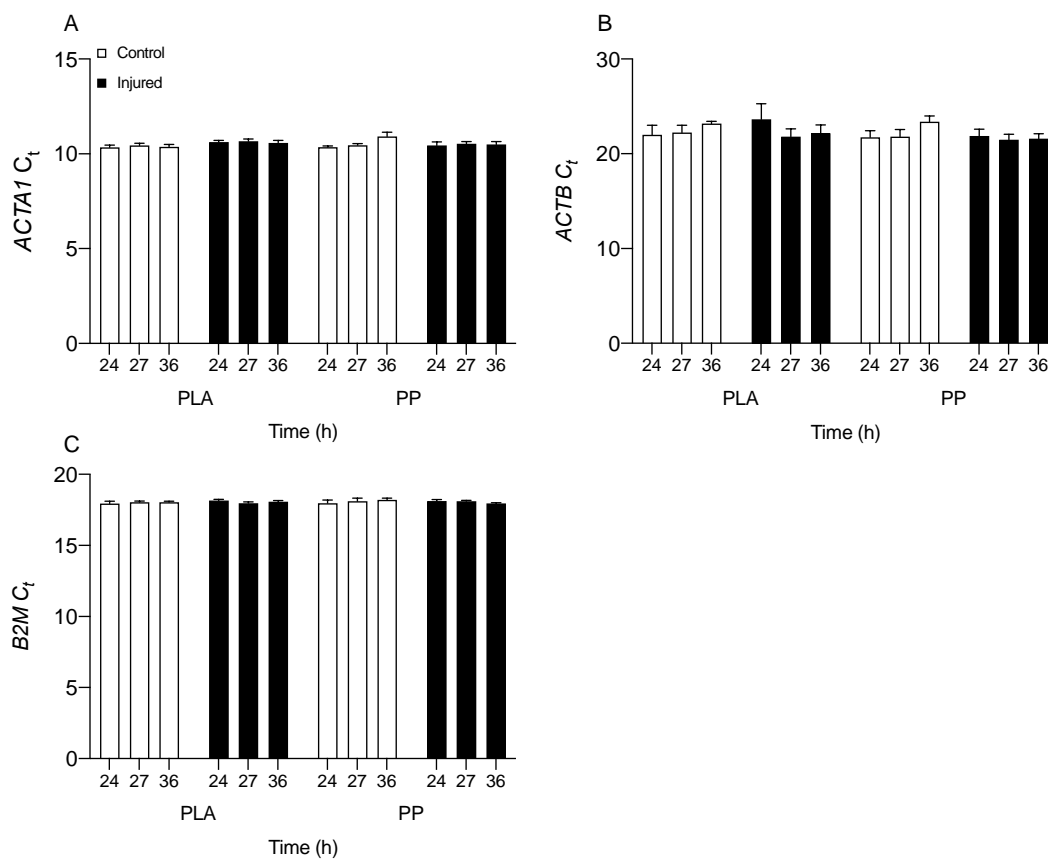 A
Control
Injured
15
10
5
0
ACTA1 Ct
24 27 36 24 27 36 24 27 36 24 27 36
PLA PP
Time (h)
B
30
20
10
0
ACTB Ct
24 27 36 24 27 36 24 27 36 24 27 36
PLA PP
Time (h)
C
20
15
10
5
0
B2M Ct
24 27 36 24 27 36 24 27 36 24 27 36
PLA PP
Time (h)